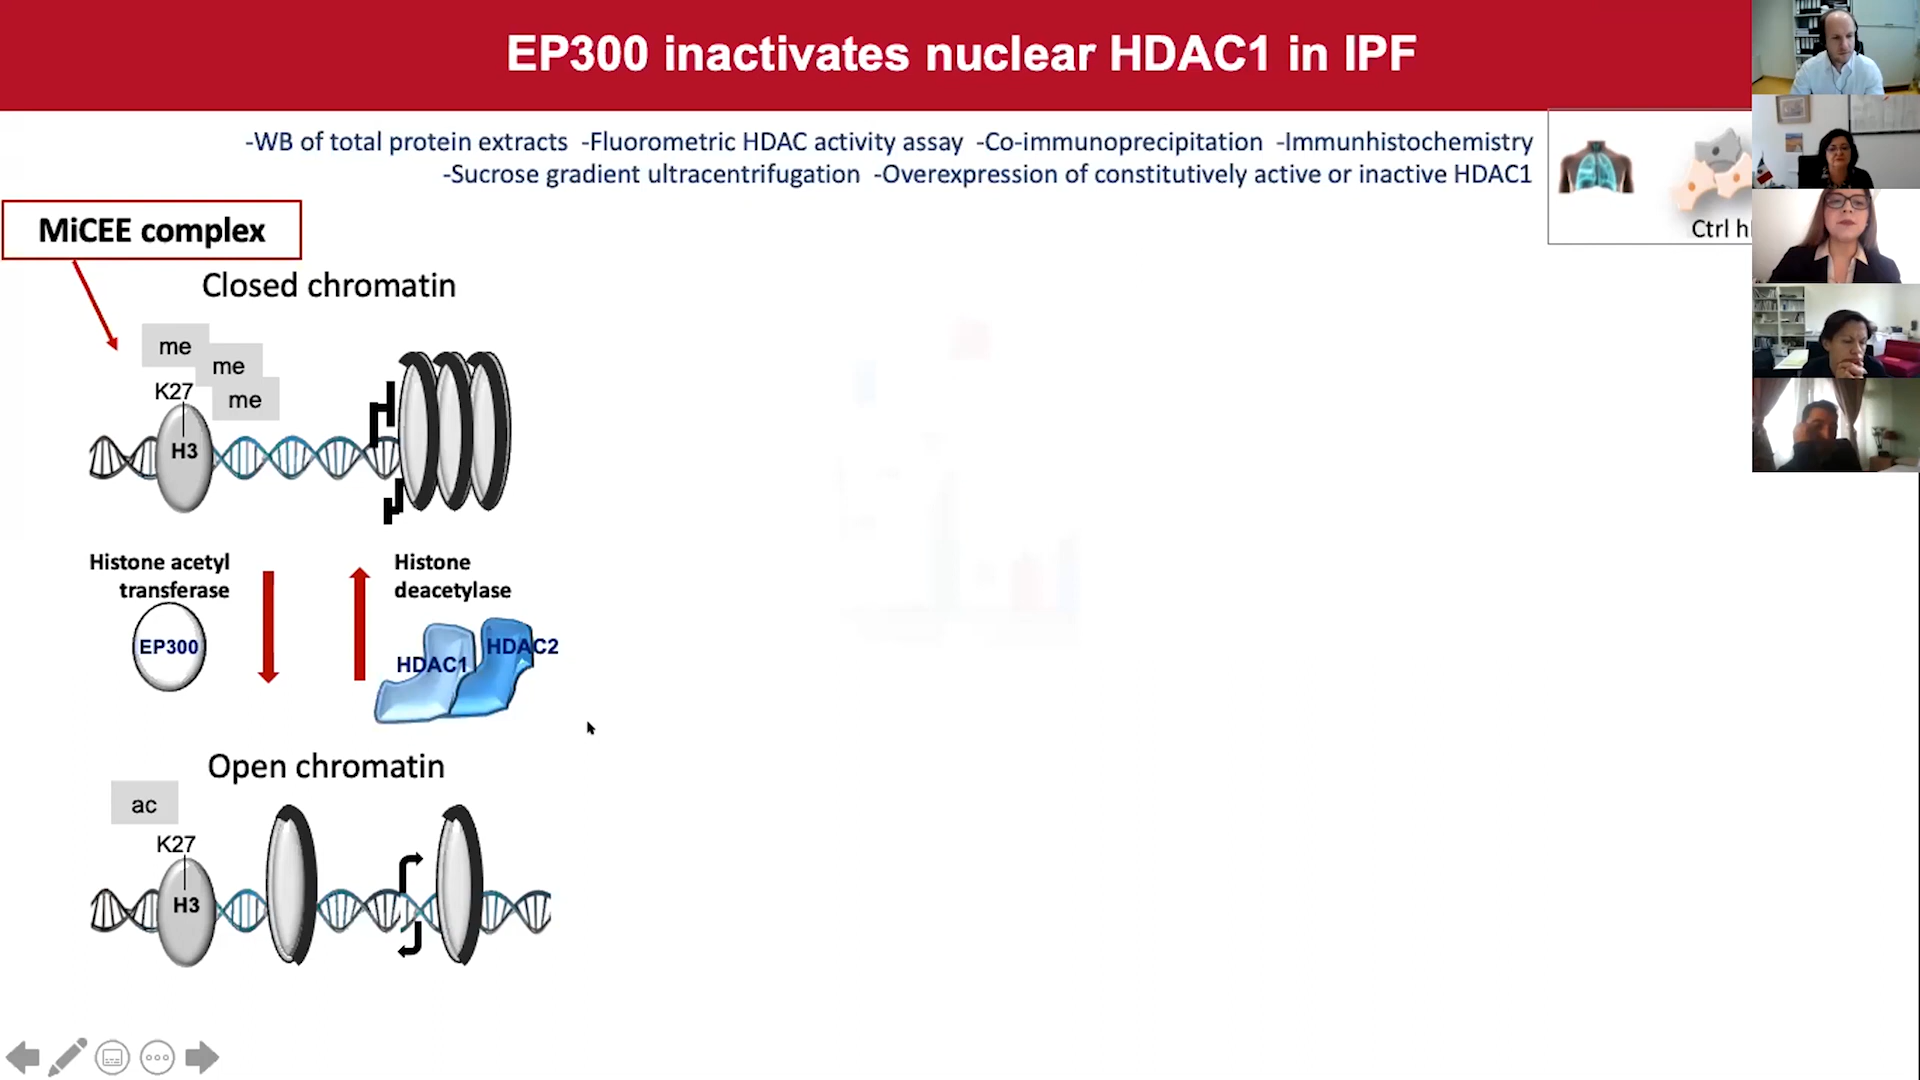 EP300 inactivates nuclear HDAC1 in IPF
-WB of total protein extracts -Fluorometric HDAC activity assay -Co-immunoprecipitation -Immunhistochemistry
-Sucrose gradient ultracentrifugation -Overexpression of constitutively active or inactive HDAC1
Ctrl h
MiCEE complex
Closed chromatin
me
me
me
K27
H3
Histone acetyl
transferase
EP300
Histone
deacetylase
HDAC1
HDAC2
Open chromatin
ac
K27
H3